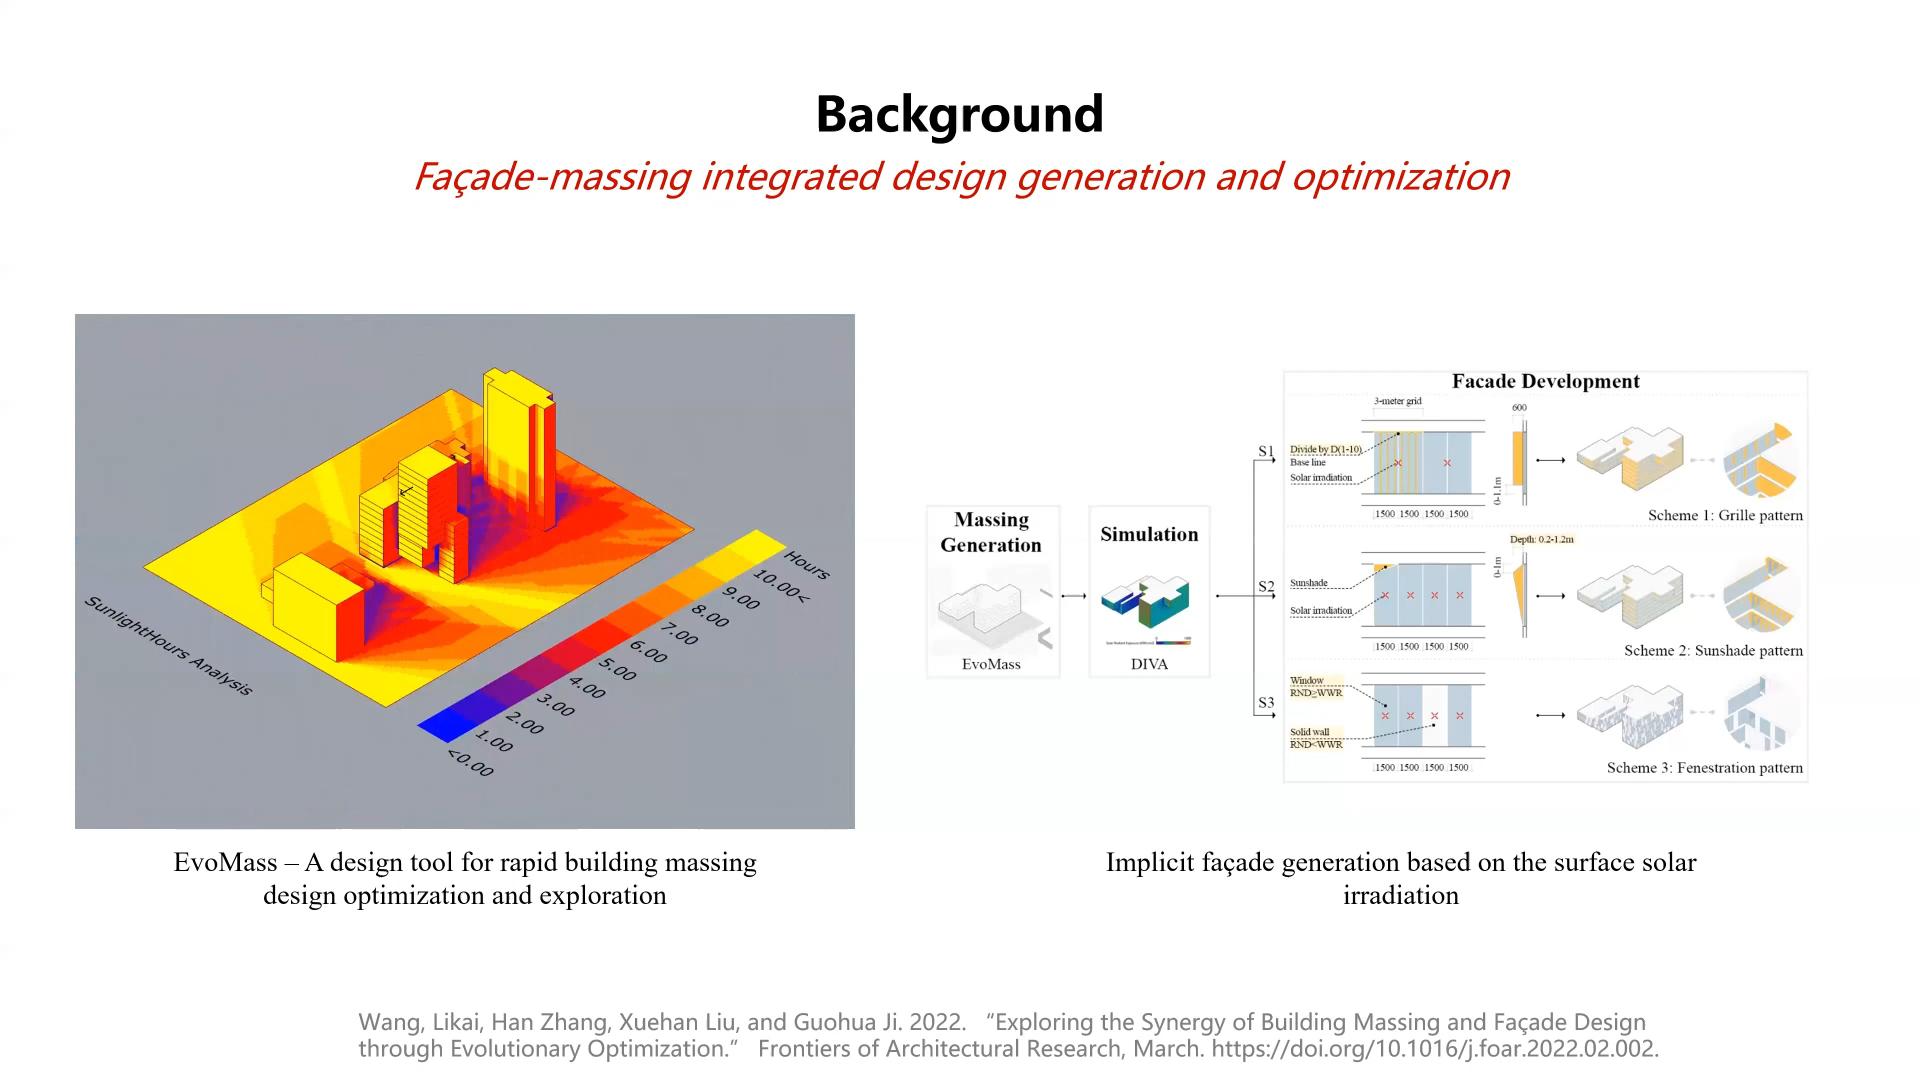 Background
Façade-massing integrated design generation and optimization
SunlightHours Analysis
Hours
10.00<
9.00
8.00
7.00
6.00
5.00
4.00
3.00
2.00
1.00
<0.00
EvoMass – A design tool for rapid building massing
design optimization and exploration
Massing
Generation
EvoMass
Simulation
DIVA
S1
S2
S3
Facade Development
3-meter grid
600
Divide by D(1-10)
Base line
Solar irradiation
0-1.1m
1500 1500 1500 1500
Scheme 1: Grille pattern
Depth: 0.2-1.2m
0-1m
Sunshade
Solar irradiation
1500 1500 1500 1500
Scheme 2: Sunshade pattern
Window
RND≥WWR
Solid wall
RND<WWR
1500 1500 1500 1500
Scheme 3: Fenestration pattern
Implicit façade generation based on the surface solar
irradiation
Wang, Likai, Han Zhang, Xuehan Liu, and Guohua Ji. 2022. “Exploring the Synergy of Building Massing and Façade Design
through Evolutionary Optimization.” Frontiers of Architectural Research, March. https://doi.org/10.1016/j.foar.2022.02.002.